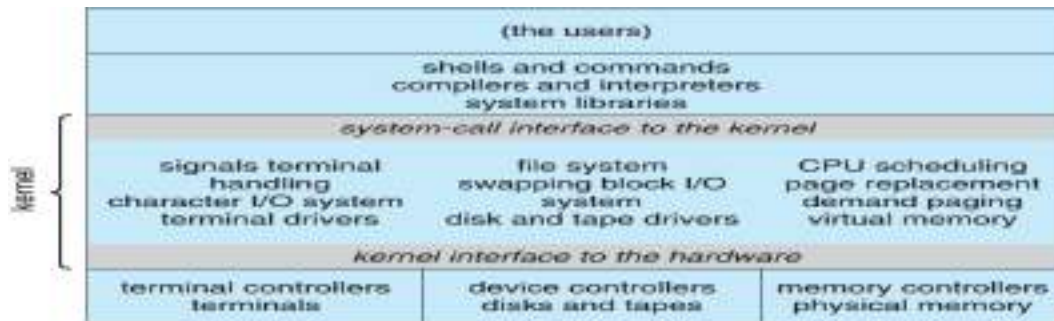 (the users)
shells and commands
compilers and interpreters
system libraries
system-call interface to the kernel
kernel
signals terminal
handling
character I/O system
terminal drivers
file system
swapping block I/O
system
disk and tape drivers
CPU scheduling
page replacement
demand paging
virtual memory
kernel interface to the hardware
terminal controllers
terminals
device controllers
disks and tapes
memory controllers
physical memory